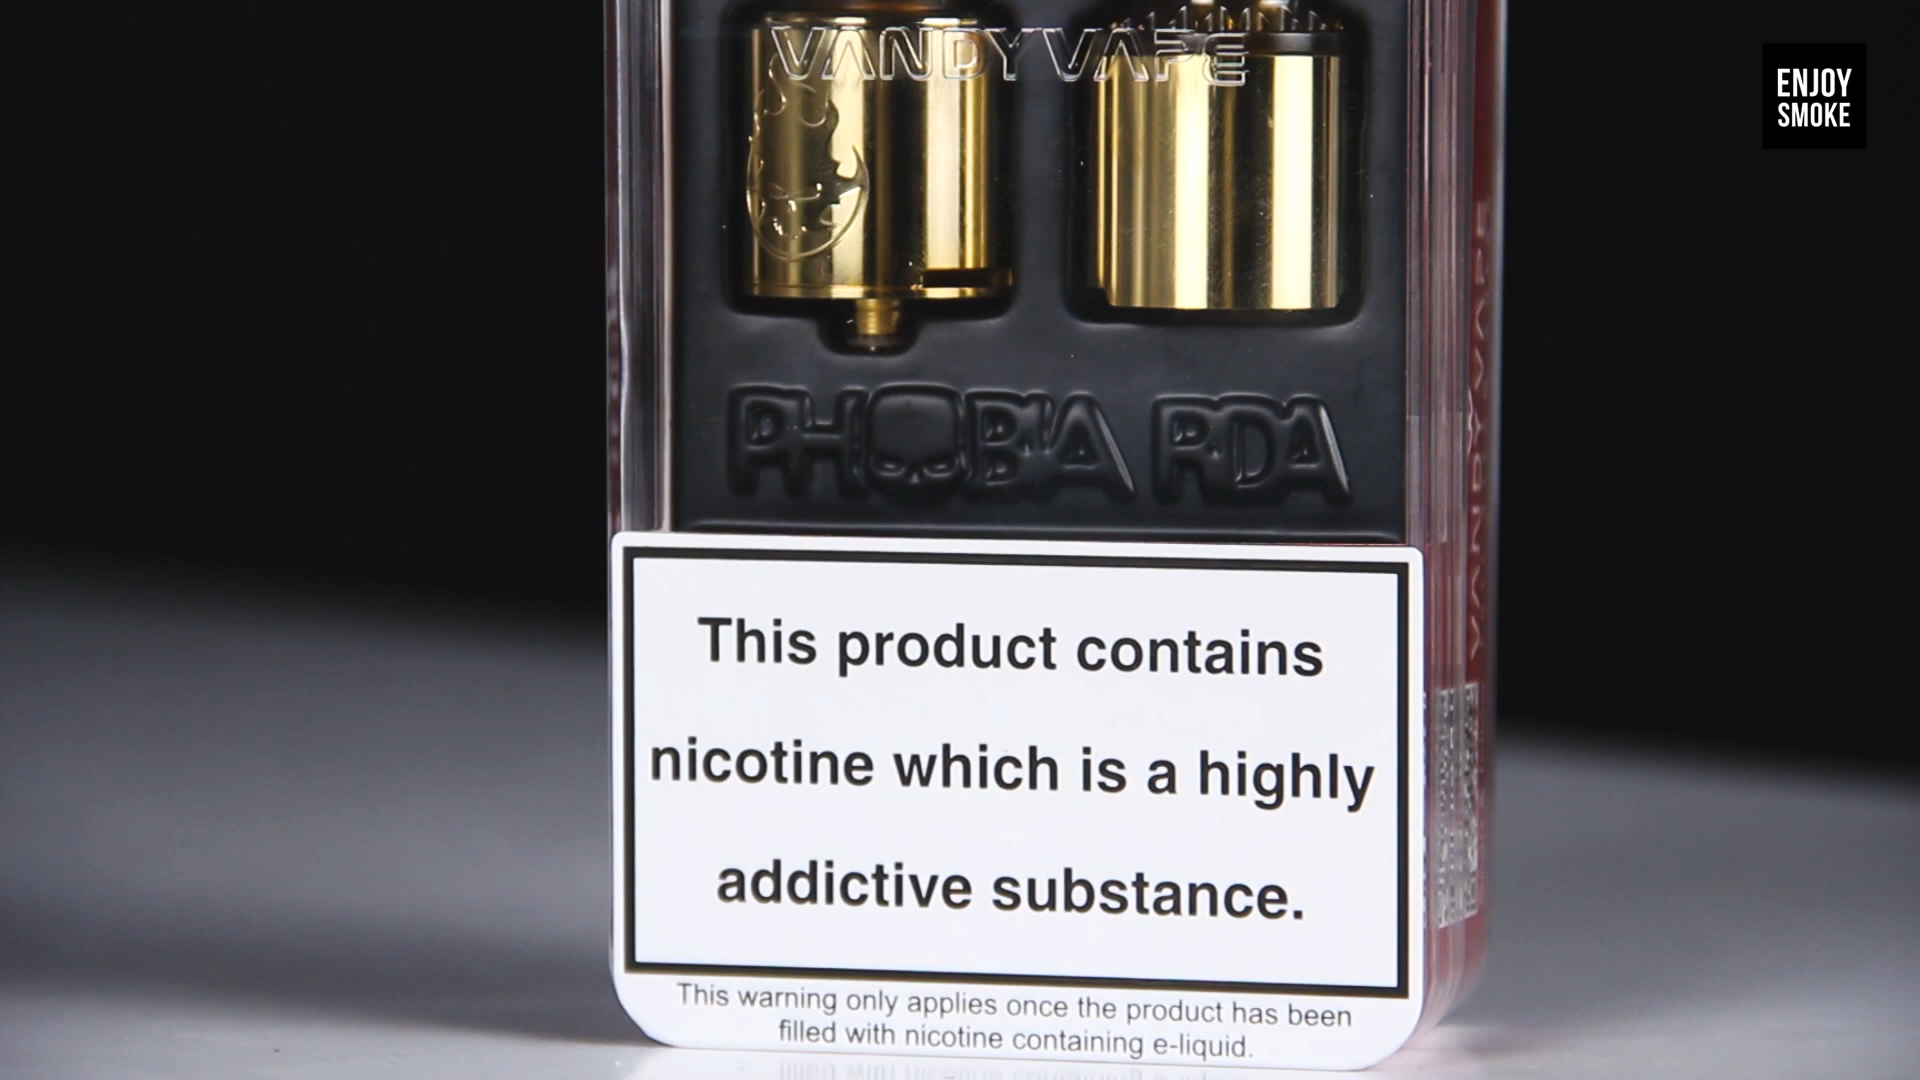 VANDYVAPE
ENJOY
SMOKE
PHOBIA RDA
VANDYVAPE
This product contains
nicotine which is a highly
addictive substance.
This warning only applies once the product has been
filled with nicotine containing e-liquid.